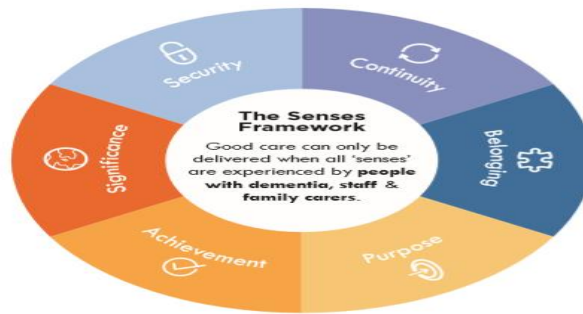 Security
Continuity
Belonging
Purpose
Achievement
Significance
The Senses
Framework
Good care can only be
delivered when all ‘senses’
are experienced by people
with dementia, staff &
family carers.